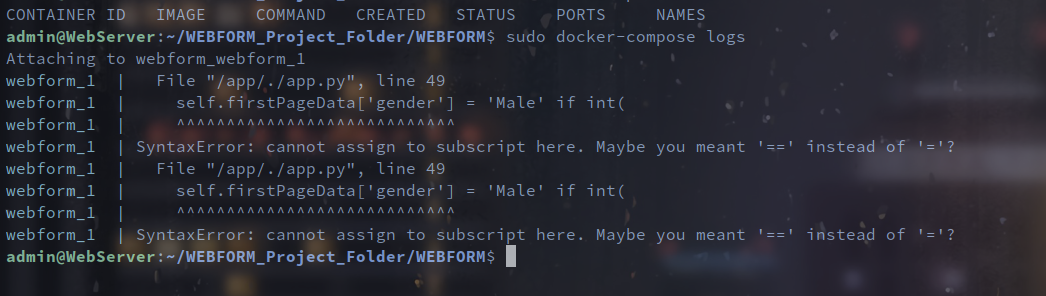 CONTAINER ID   IMAGE     COMMAND   CREATED   STATUS    PORTS     NAMES
admin@WebServer:~/WEBFORM_Project_Folder/WEBFORM$ sudo docker-compose logs
Attaching to webform_webform_1
webform_1  |   File "/app/./app.py", line 49
webform_1  |     self.firstPageData['gender'] = 'Male' if int(
webform_1  |     ^^^^^^^^^^^^^^^^^^^^^^^^^^^^
webform_1  | SyntaxError: cannot assign to subscript here. Maybe you meant '==' instead of '='?
webform_1  |   File "/app/./app.py", line 49
webform_1  |     self.firstPageData['gender'] = 'Male' if int(
webform_1  |     ^^^^^^^^^^^^^^^^^^^^^^^^^^^^
webform_1  | SyntaxError: cannot assign to subscript here. Maybe you meant '==' instead of '='?
admin@WebServer:~/WEBFORM_Project_Folder/WEBFORM$